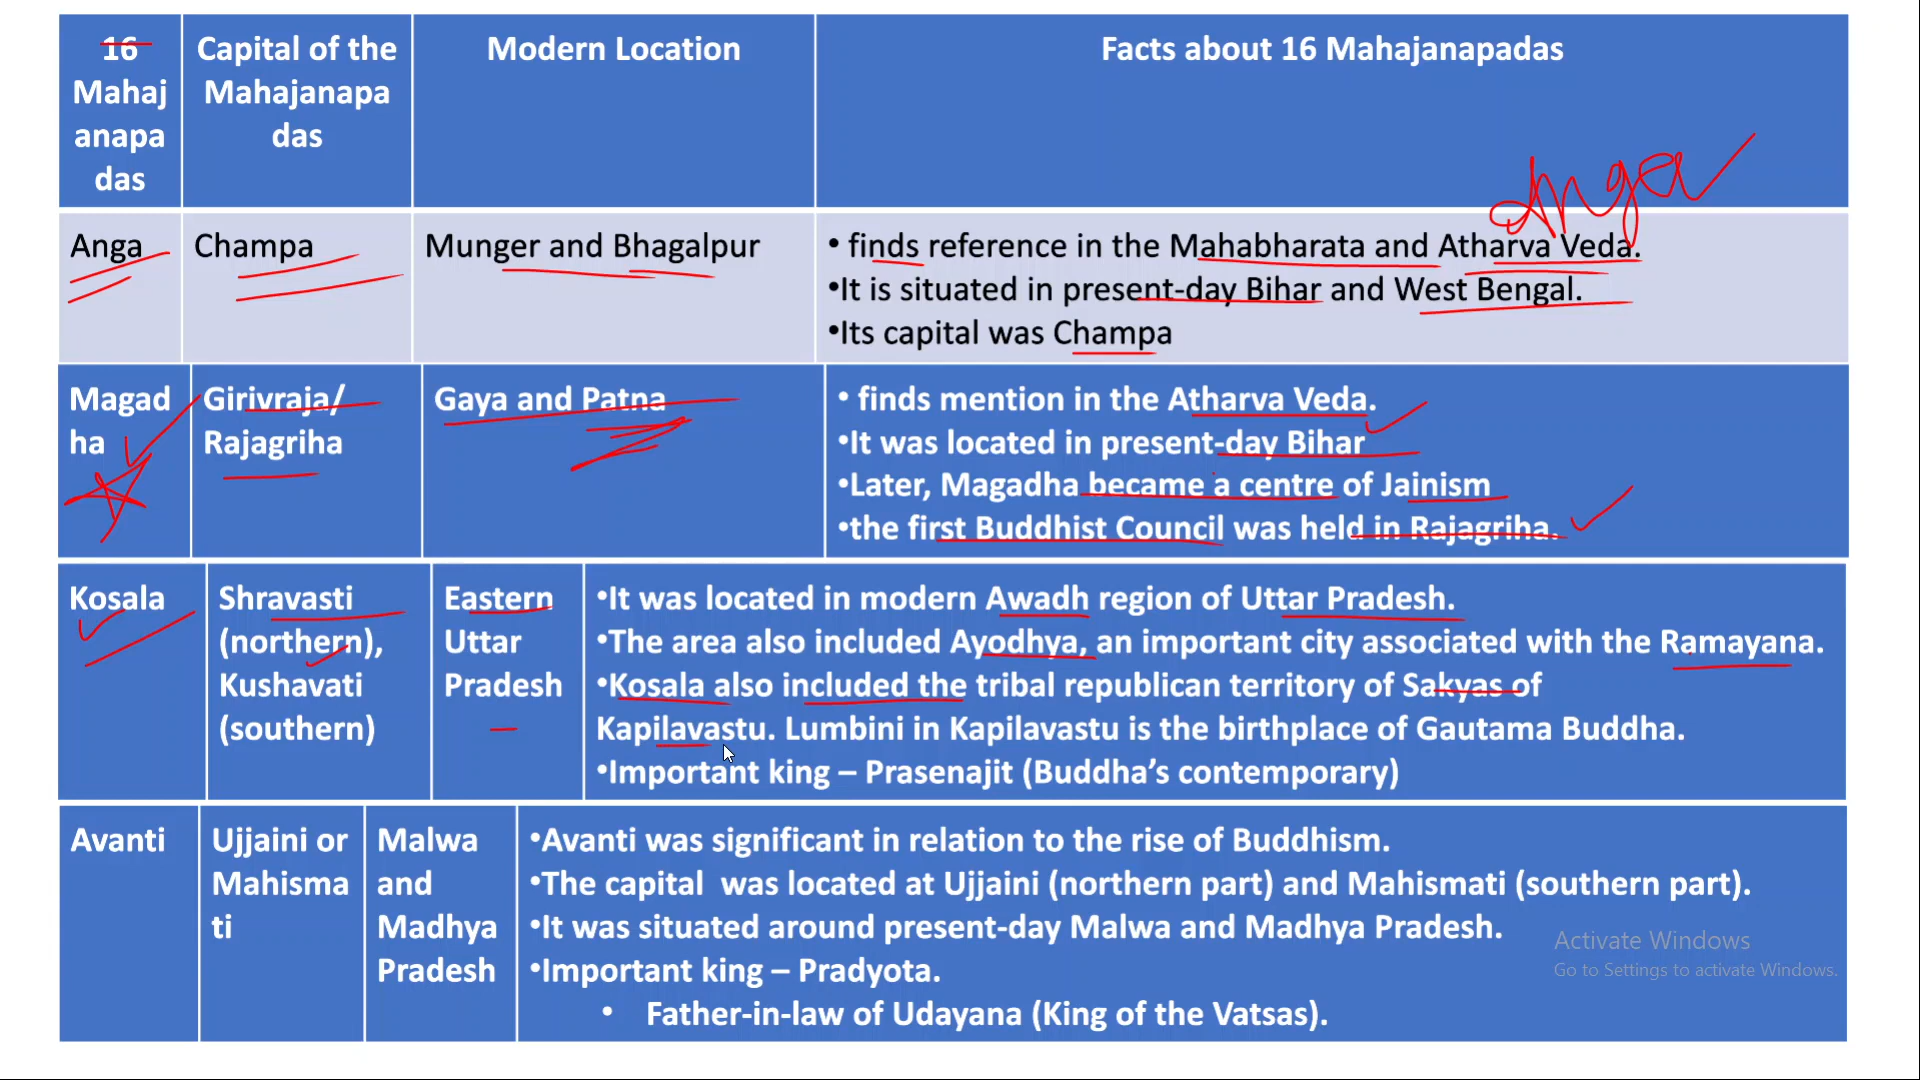 16
Mahaj
anapa
das
Capital of the
Mahajanapa
das
Modern Location
Facts about 16 Mahajanapadas
Anga
Anga
Champa
Munger and Bhagalpur
• finds reference in the Mahabharata and Atharva Veda.
•It is situated in present-day Bihar and West Bengal.
•Its capital was Champa
Magad
ha
Girivraja/
Rajagriha
Gaya and Patna
• finds mention in the Atharva Veda.
•It was located in present-day Bihar
•Later, Magadha became a centre of Jainism
•the first Buddhist Council was held in Rajagriha.
Kosala
Shravasti
(northern),
Kushavati
(southern)
Eastern
Uttar
Pradesh
•It was located in modern Awadh region of Uttar Pradesh.
•The area also included Ayodhya, an important city associated with the Ramayana.
•Kosala also included the tribal republican territory of Sakyas of
Kapilavastu. Lumbini in Kapilavastu is the birthplace of Gautama Buddha.
•Important king – Prasenajit (Buddha’s contemporary)
Avanti
Ujjaini or
Mahisma
ti
Malwa
and
Madhya
Pradesh
•Avanti was significant in relation to the rise of Buddhism.
•The capital  was located at Ujjaini (northern part) and Mahismati (southern part).
•It was situated around present-day Malwa and Madhya Pradesh.
•Important king – Pradyota.
• Father-in-law of Udayana (King of the Vatsas).
Activate Windows
Go to Settings to activate Windows.